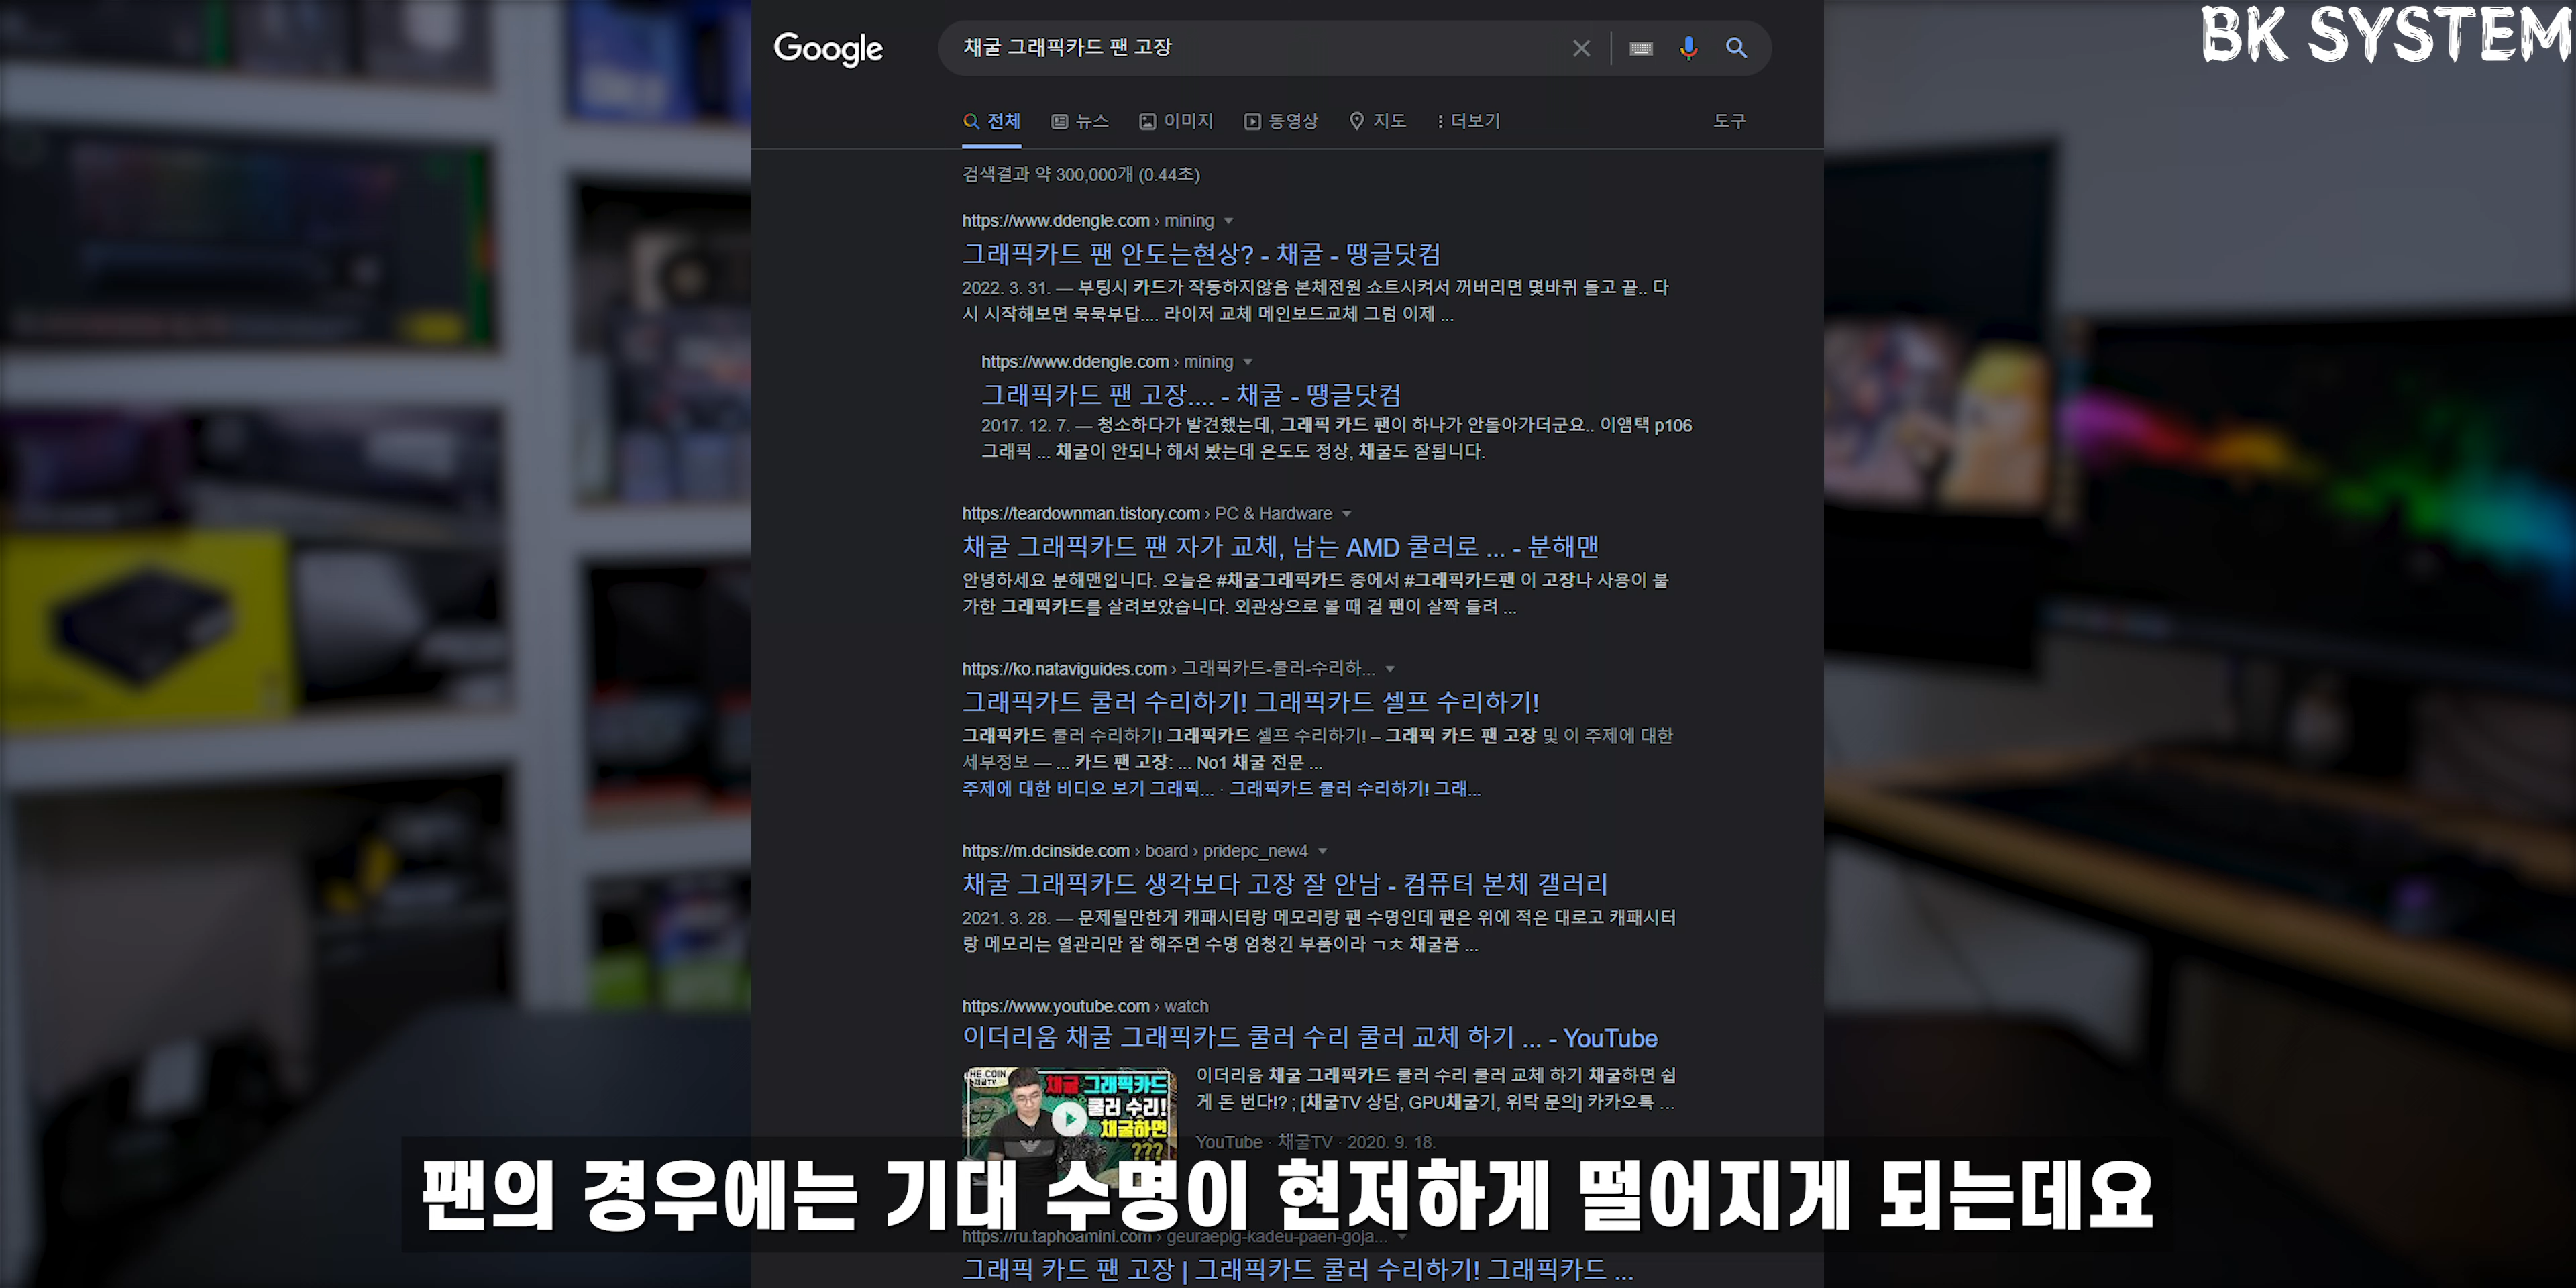 BK SYSTEM
Google
채굴 그래픽카드 팬 고장
전체 뉴스 이미지 동영상 지도 더보기 도구
검색결과 약 300,000개 (0.44초)
https://www.ddengle.com › mining
그래픽카드 팬 안도는현상? - 채굴 - 땡글닷컴
2022. 3. 31. — 부팅시 카드가 작동하지않음 본체전원 쇼트시켜서 꺼버리면 몇바퀴 돌고 끝.. 다
시 시작해보면 묵묵부답.... 라이저 교체 메인보드교체 그럼 이제 ...
https://www.ddengle.com › mining
그래픽카드 팬 고장.... - 채굴 - 땡글닷컴
2017. 12. 7. — 청소하다가 발견했는데, 그래픽 카드 팬이 하나가 안돌아가더군요.. 이앰택 p106
그래픽 ... 채굴이 안되나 해서 봤는데 온도도 정상, 채굴도 잘됩니다.
https://teardownman.tistory.com › PC & Hardware
채굴 그래픽카드 팬 자가 교체, 남는 AMD 쿨러로 ... - 분해맨
안녕하세요 분해맨입니다. 오늘은 #채굴그래픽카드 중에서 #그래픽카드팬 이 고장나 사용이 불
가한 그래픽카드를 살려보았습니다. 외관상으로 볼 때 겉 팬이 살짝 들려 ...
https://ko.nataviguides.com › 그래픽카드-쿨러-수리하...
그래픽카드 쿨러 수리하기! 그래픽카드 셀프 수리하기!
그래픽카드 쿨러 수리하기! 그래픽카드 셀프 수리하기! – 그래픽 카드 팬 고장 및 이 주제에 대한
세부정보 — ... 카드 팬 고장: ... No1 채굴 전문 ...
주제에 대한 비디오 보기 그래픽... · 그래픽카드 쿨러 수리하기! 그래...
https://m.dcinside.com › board › pridepc_new4
채굴 그래픽카드 생각보다 고장 잘 안남 - 컴퓨터 본체 갤러리
2021. 3. 28. — 문제될만한게 캐패시터랑 메모리랑 팬 수명인데 팬은 위에 적은 대로고 캐패시터
랑 메모리는 열관리만 잘 해주면 수명 엄청긴 부품이라 ㄱㅊ 채굴품 ...
https://www.youtube.com › watch
이더리움 채굴 그래픽카드 쿨러 수리 쿨러 교체 하기 ... - YouTube
THE COIN
채굴TV
채굴 그래픽카드
쿨러 수리!
채굴하면
???
이더리움 채굴 그래픽카드 쿨러 수리 쿨러 교체 하기 채굴하면 쉽
게 돈 번다!? ; [채굴TV 상담, GPU채굴기, 위탁 문의] 카카오톡 ...
YouTube · 채굴TV · 2020. 9. 18.
팬의 경우에는 기대 수명이 현저하게 떨어지게 되는데요
https://ru.taphoamini.com › geuraepig-kadeu-paen-goja...
그래픽 카드 팬 고장 | 그래픽카드 쿨러 수리하기! 그래픽카드 ...